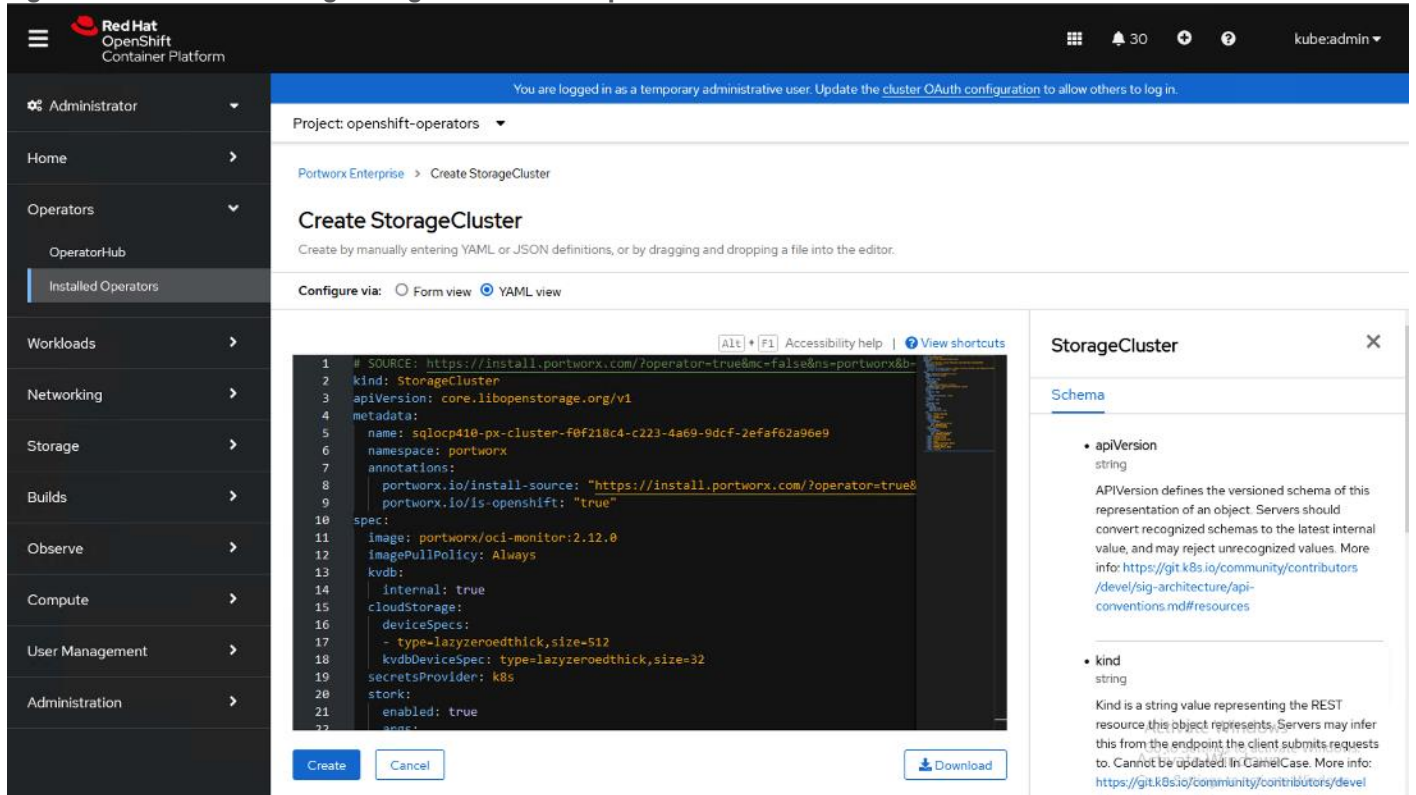 Red Hat
OpenShift
Container Platform
30
kube:admin
You are logged in as a temporary administrative user. Update the cluster OAuth configuration to allow others to log in.
Administrator
Home
Operators
OperatorHub
Installed Operators
Workloads
Networking
Storage
Builds
Observe
Compute
User Management
Administration
Project: openshift-operators
Portworx Enterprise > Create StorageCluster
Create StorageCluster
Create by manually entering YAML or JSON definitions, or by dragging and dropping a file into the editor.
Configure via: Form view YAML view
Alt + F1 Accessibility help | View shortcuts
1 # SOURCE: https://install.portworx.com/?operator=true&mc=false&ns=portworx&b=
2 kind: StorageCluster
3 apiVersion: core.libopenstorage.org/v1
4 metadata:
5 name: sqlocp410-px-cluster-f0f218c4-c223-4a69-9dcf-2efaf62a96e9
6 namespace: portworx
7 annotations:
8 portworx.io/install-source: "https://install.portworx.com/?operator=true&
9 portworx.io/is-openshift: "true"
10 spec:
11 image: portworx/oci-monitor:2.12.0
12 imagePullPolicy: Always
13 kvdb:
14 internal: true
15 cloudStorage:
16 deviceSpecs:
17 - type=lazyzeroedthick,size=512
18 kvdbDeviceSpec: type=lazyzeroedthick,size=32
19 secretsProvider: k8s
20 stork:
21 enabled: true
22 args:
Create
Cancel
Download
StorageCluster
Schema
• apiVersion
string
APIVersion defines the versioned schema of this
representation of an object. Servers should
convert recognized schemas to the latest internal
value, and may reject unrecognized values. More
info: https://git.k8s.io/community/contributors
/devel/sig-architecture/api-
conventions.md#resources
• kind
string
Kind is a string value representing the REST
resource this object represents. Servers may infer
this from the endpoint the client submits requests
to. Cannot be updated. In CamelCase. More info:
https://git.k8s.io/community/contributors/devel
Activate Windows